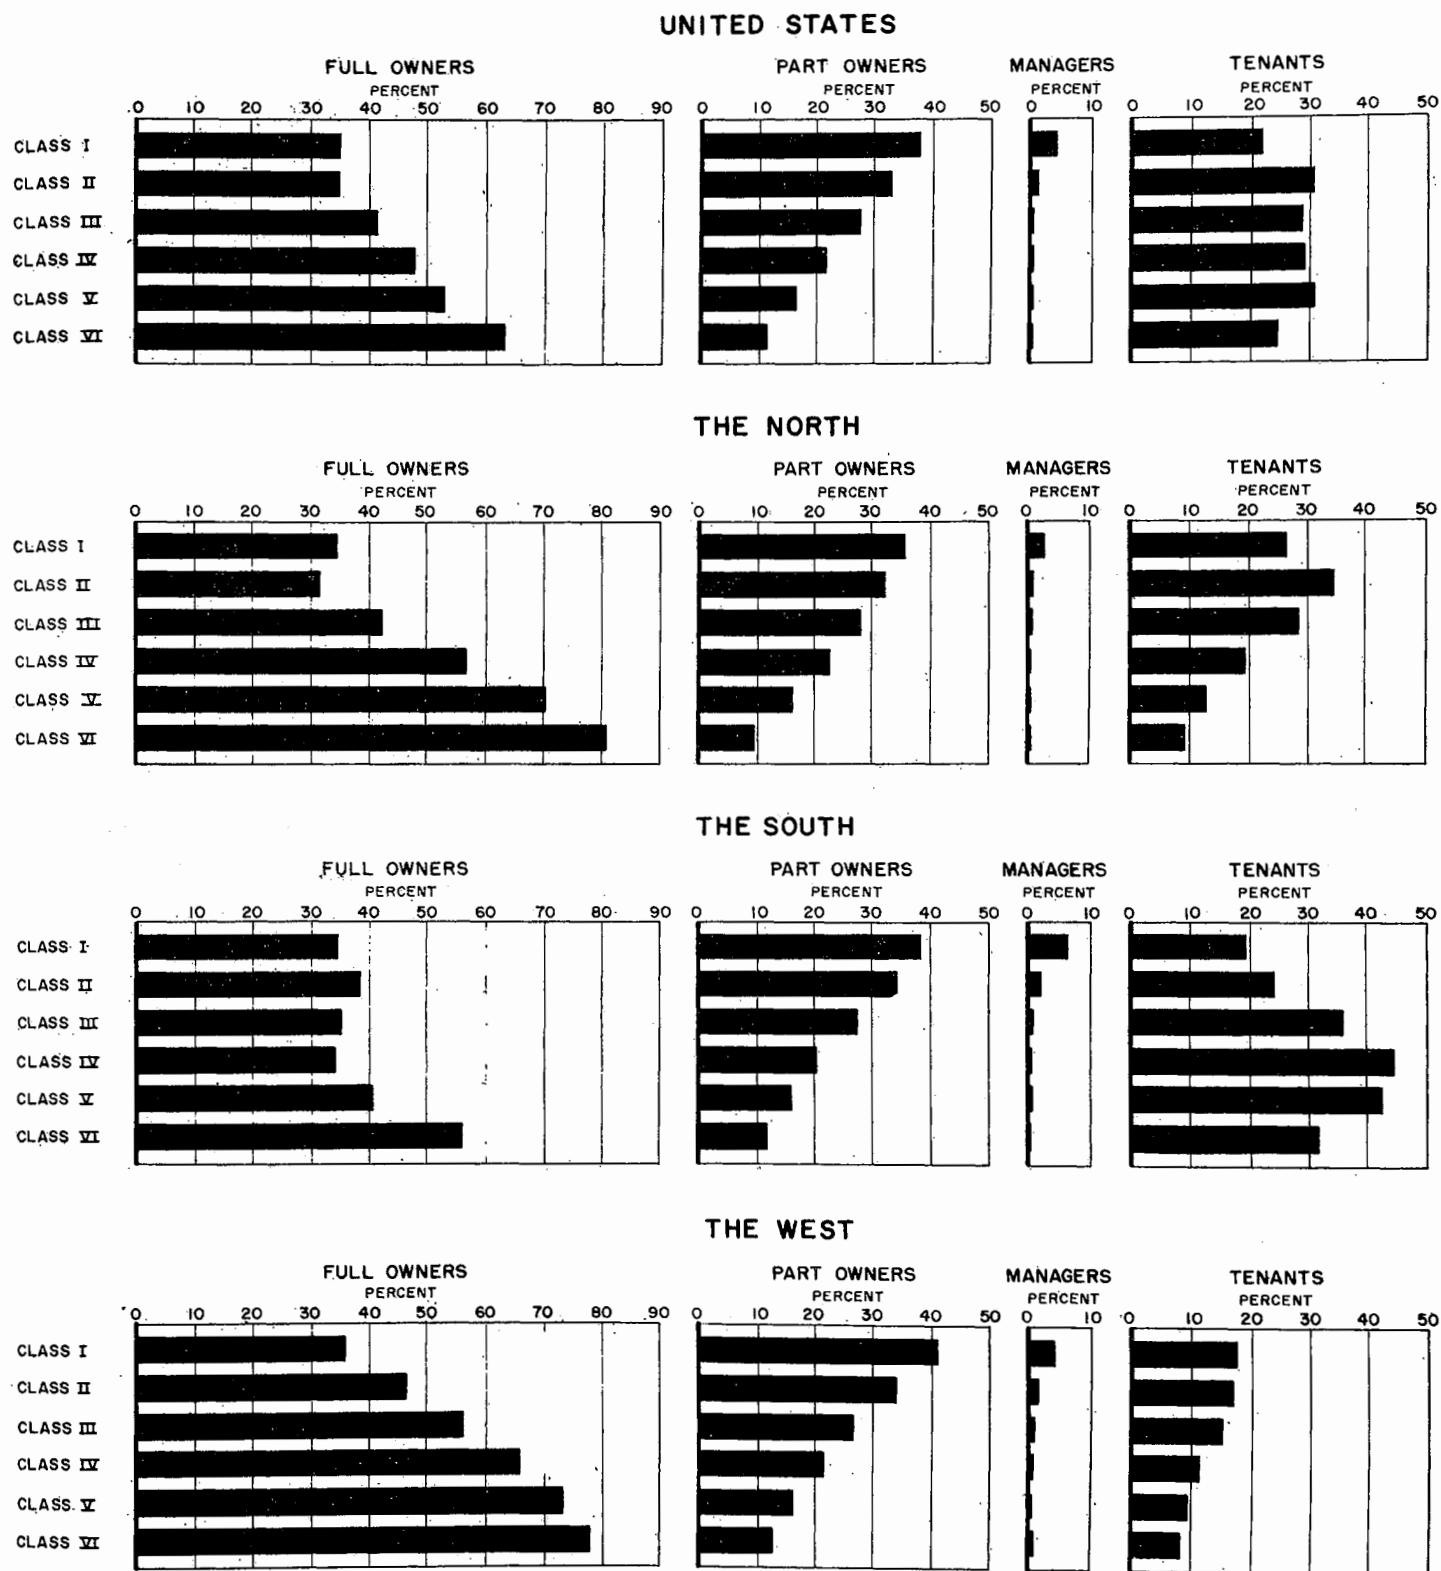 UNITED STATES
FULL OWNERS PART OWNERS MANAGERS TENANTS
PERCENT PERCENT PERCENT PERCENT
0 10 20 30 40 50 60 70 80 90 0 10 20 30 40 50 0 10 0 10 20 30 40 50
CLASS I
CLASS II
CLASS III
CLASS IV
CLASS V
CLASS VI
THE NORTH
FULL OWNERS PART OWNERS MANAGERS TENANTS
PERCENT PERCENT PERCENT PERCENT
0 10 20 30 40 50 60 70 80 90 0 10 20 30 40 50 0 10 0 10 20 30 40 50
CLASS I
CLASS II
CLASS III
CLASS IV
CLASS V
CLASS VI
THE SOUTH
FULL OWNERS PART OWNERS MANAGERS TENANTS
PERCENT PERCENT PERCENT PERCENT
0 10 20 30 40 50 60 70 80 90 0 10 20 30 40 50 0 10 0 10 20 30 40 50
CLASS I
CLASS II
CLASS III
CLASS IV
CLASS V
CLASS VI
THE WEST
FULL OWNERS PART OWNERS MANAGERS TENANTS
PERCENT PERCENT PERCENT PERCENT
0 10 20 30 40 50 60 70 80 90 0 10 20 30 40 50 0 10 0 10 20 30 40 50
CLASS I
CLASS II
CLASS III
CLASS IV
CLASS V
CLASS VI